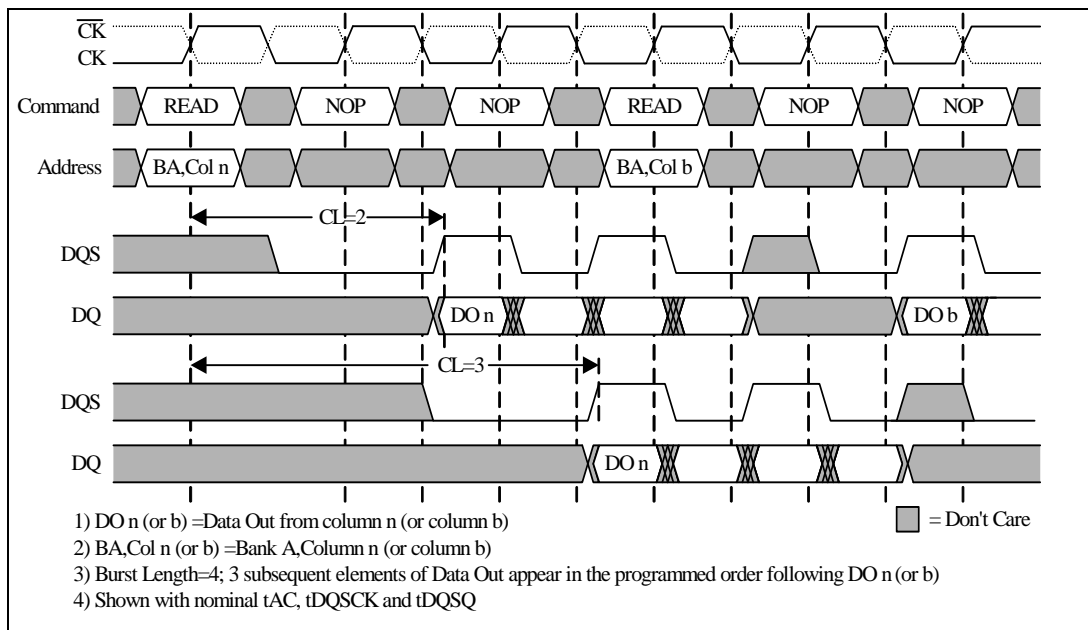 CK
CK
Command READ NOP NOP READ NOP NOP
Address BA,Col n BA,Col b
CL=2
DQS
DQ DO n DO b
CL=3
DQS
DQ DO n
1) DO n (or b) =Data Out from column n (or column b)
= Don't Care
2) BA,Col n (or b) =Bank A,Column n (or column b)
3) Burst Length=4; 3 subsequent elements of Data Out appear in the programmed order following DO n (or b)
4) Shown with nominal tAC, tDQSCK and tDQSQ